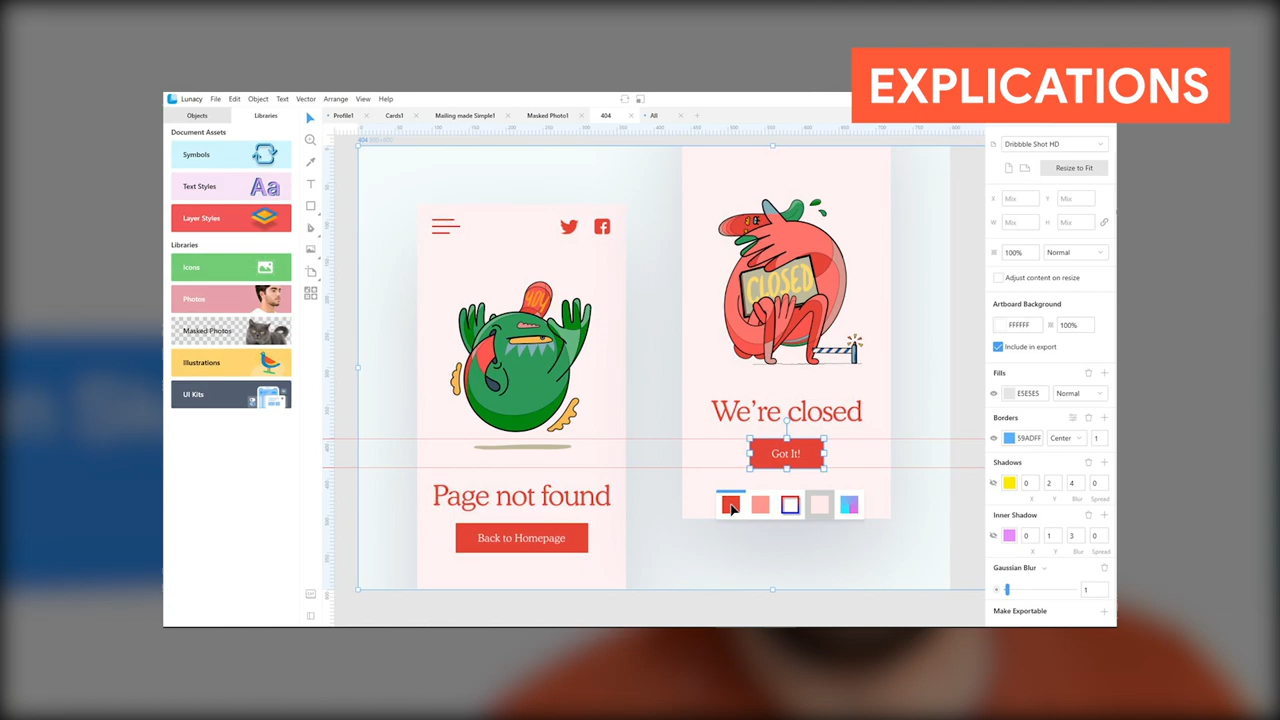 EXPLICATIONS
Lunacy File Edit Object Text Vector Arrange View Help
Objects Libraries
Profile1 Cards1 Mailing made Simple1 Masked Photo1 404 All
Document Assets
Symbols
Text Styles
Aa
Layer Styles
Libraries
Icons
Photos
Masked Photos
Illustrations
UI Kits
404
404
Page not found
Back to Homepage
CLOSED
We're closed
Got It!
Dribbble Shot HD
Resize to Fit
X Mix Y Mix
W Mix H Mix
100% Normal
Adjust content on resize
Artboard Background
FFFFFF 100%
Include in export
Fills
E5E5E5 Normal
Borders
59ADFF Center 1
Shadows
0 2 4 0
X Y Blur Spread
Inner Shadow
0 1 3 0
X Y Blur Spread
Gaussian Blur
1
Make Exportable